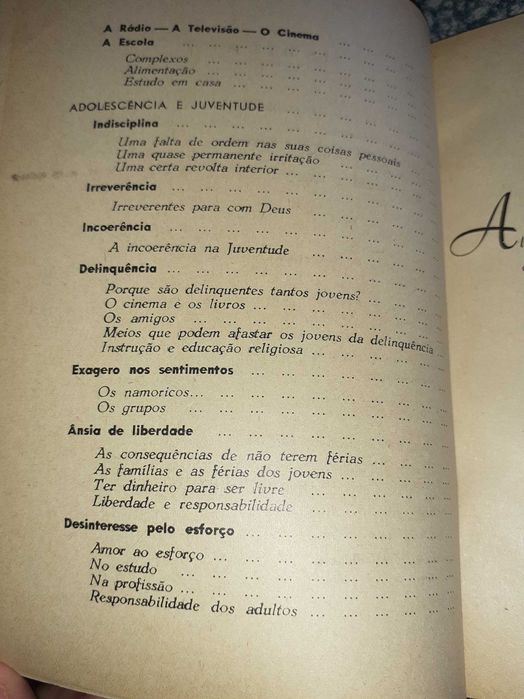 A Rádio — A Televisão — O Cinema ... ... ...
A Escola ... ... ... ... ... ... ... ...
Complexos ... ... ... ... ... ... ...
Alimentação ... ... ... ... ... ... ...
Estudo em casa ... ... ... ... ... ...
ADOLESCÊNCIA E JUVENTUDE ... ... ... ...
Indisciplina ... ... ... ... ... ... ... ...
Uma falta de ordem nas suas coisas pessoais ...
Uma quase permanente irritação ... ... ...
Uma certa revolta interior ... ... ... ... ...
Irreverência ... ... ... ... ... ... ... ...
Irreverentes para com Deus ... ... ... ...
Incoerência ... ... ... ... ... ... ... ...
A incoerência na Juventude ... ... ... ...
Delinquência ... ... ... ... ... ... ... ...
Porque são delinquentes tantos jovens? ... ... ...
O cinema e os livros ... ... ... ... ... ...
Os amigos ... ... ... ... ... ... ... ...
Meios que podem afastar os jovens da delinquência ...
Instrução e educação religiosa ... ... ... ...
Exagero nos sentimentos ... ... ... ... ... ...
Os namoricos... ... ... ... ... ... ... ...
Os grupos ... ... ... ... ... ... ... ...
Ânsia de liberdade ... ... ... ... ... ... ...
As consequências de não terem férias ... ... ...
As famílias e as férias dos jovens ... ... ... ...
Ter dinheiro para ser livre ... ... ... ... ...
Liberdade e responsabilidade ... ... ... ... ...
Desinteresse pelo esforço ... ... ... ... ... ...
Amor ao esforço ... ... ... ... ... ... ...
No estudo ... ... ... ... ... ... ... ...
Na profissão ... ... ... ... ... ... ... ...
Responsabilidade dos adultos ... ... ... ... ...